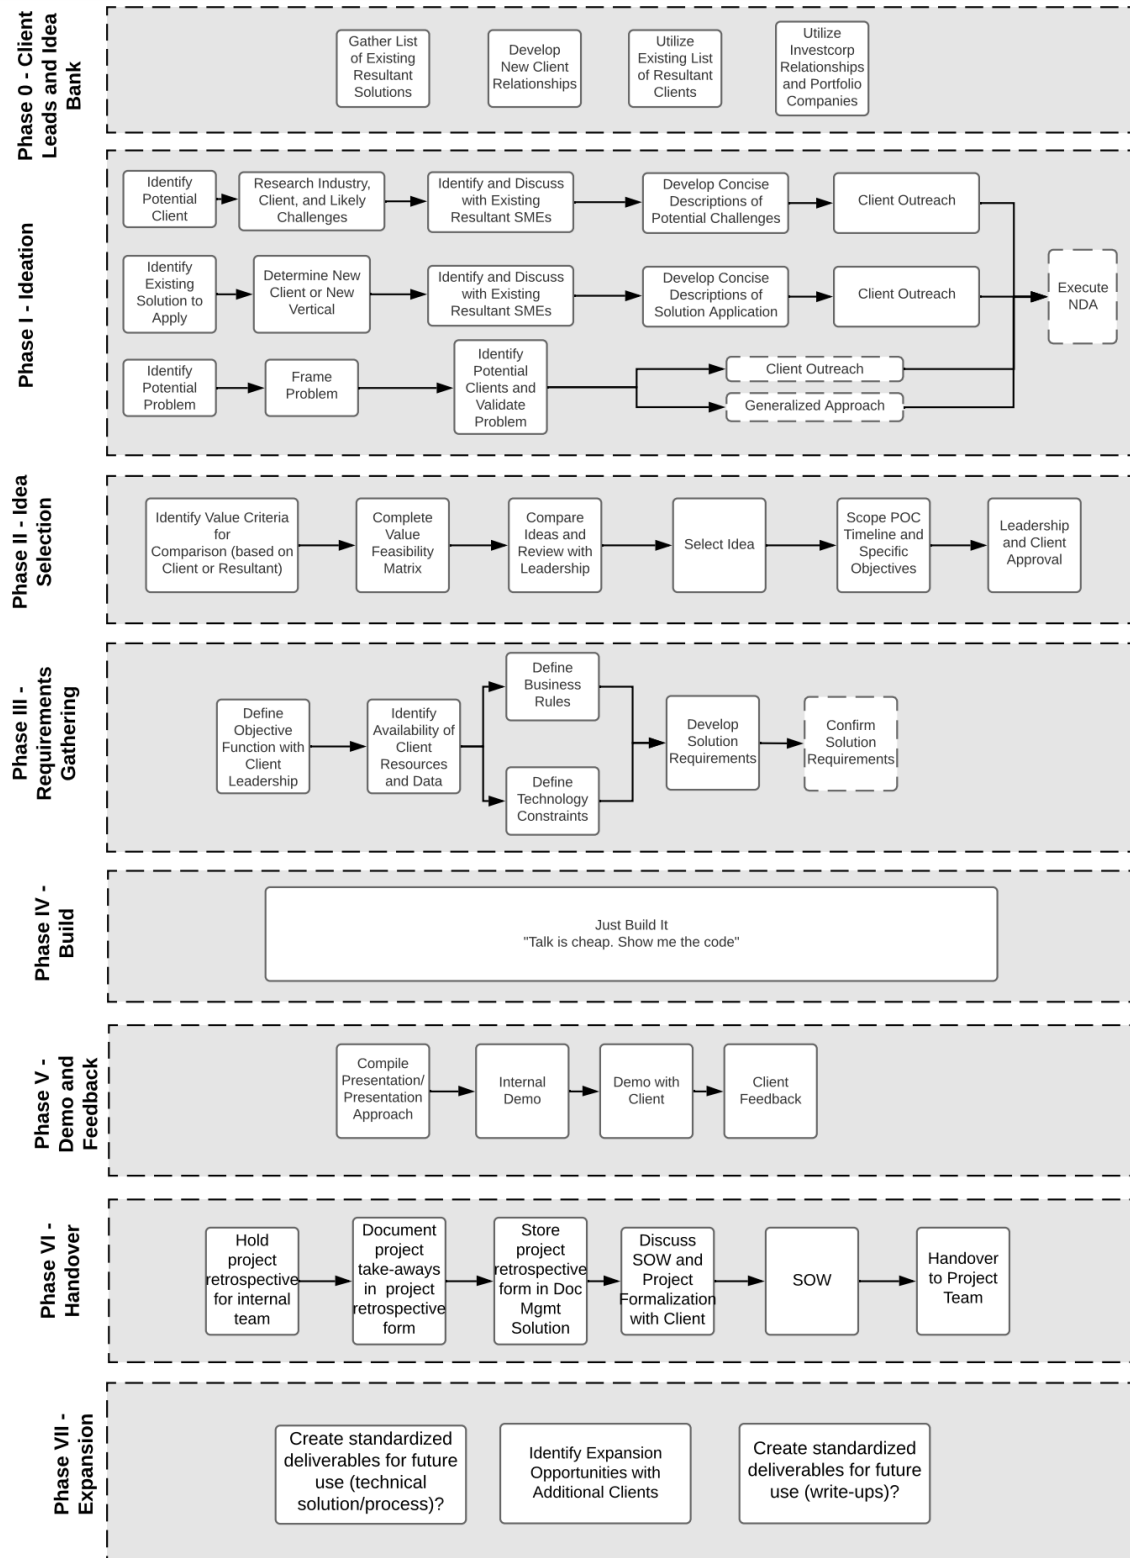 Phase 0 - Client
Leads and Idea
Bank
Gather List
of Existing
Resultant
Solutions
Develop
New Client
Relationships
Utilize
Existing List
of Resultant
Clients
Utilize
Investcorp
Relationships
and Portfolio
Companies
Phase I - Ideation
Identify
Potential
Client
Research Industry,
Client, and Likely
Challenges
Identify and Discuss
with Existing
Resultant SMEs
Develop Concise
Descriptions of
Potential Challenges
Client Outreach
Identify
Existing
Solution to
Apply
Determine New
Client or New
Vertical
Identify and Discuss
with Existing
Resultant SMEs
Develop Concise
Descriptions of
Solution Application
Client Outreach
Execute
NDA
Identify
Potential
Problem
Frame
Problem
Identify
Potential
Clients and
Validate
Problem
Client Outreach
Generalized Approach
Phase II - Idea
Selection
Identify Value Criteria
for
Comparison (based on
Client or Resultant)
Complete
Value
Feasibility
Matrix
Compare
Ideas and
Review with
Leadership
Select Idea
Scope POC
Timeline and
Specific
Objectives
Leadership
and Client
Approval
Phase III -
Requirements
Gathering
Define
Objective
Function with
Client
Leadership
Identify
Availability of
Client
Resources
and Data
Define
Business
Rules
Define
Technology
Constraints
Develop
Solution
Requirements
Confirm
Solution
Requirements
Phase IV -
Build
Just Build It
"Talk is cheap. Show me the code"
Phase V -
Demo and
Feedback
Compile
Presentation/
Presentation
Approach
Internal
Demo
Demo with
Client
Client
Feedback
Phase VI -
Handover
Hold
project
retrospective
for internal
team
Document
project
take-aways
in project
retrospective
form
Store
project
retrospective
form in Doc
Mgmt
Solution
Discuss
SOW and
Project
Formalization
with Client
SOW
Handover
to Project
Team
Phase VII -
Expansion
Create standardized
deliverables for future
use (technical
solution/process)?
Identify Expansion
Opportunities with
Additional Clients
Create standardized
deliverables for future
use (write-ups)?